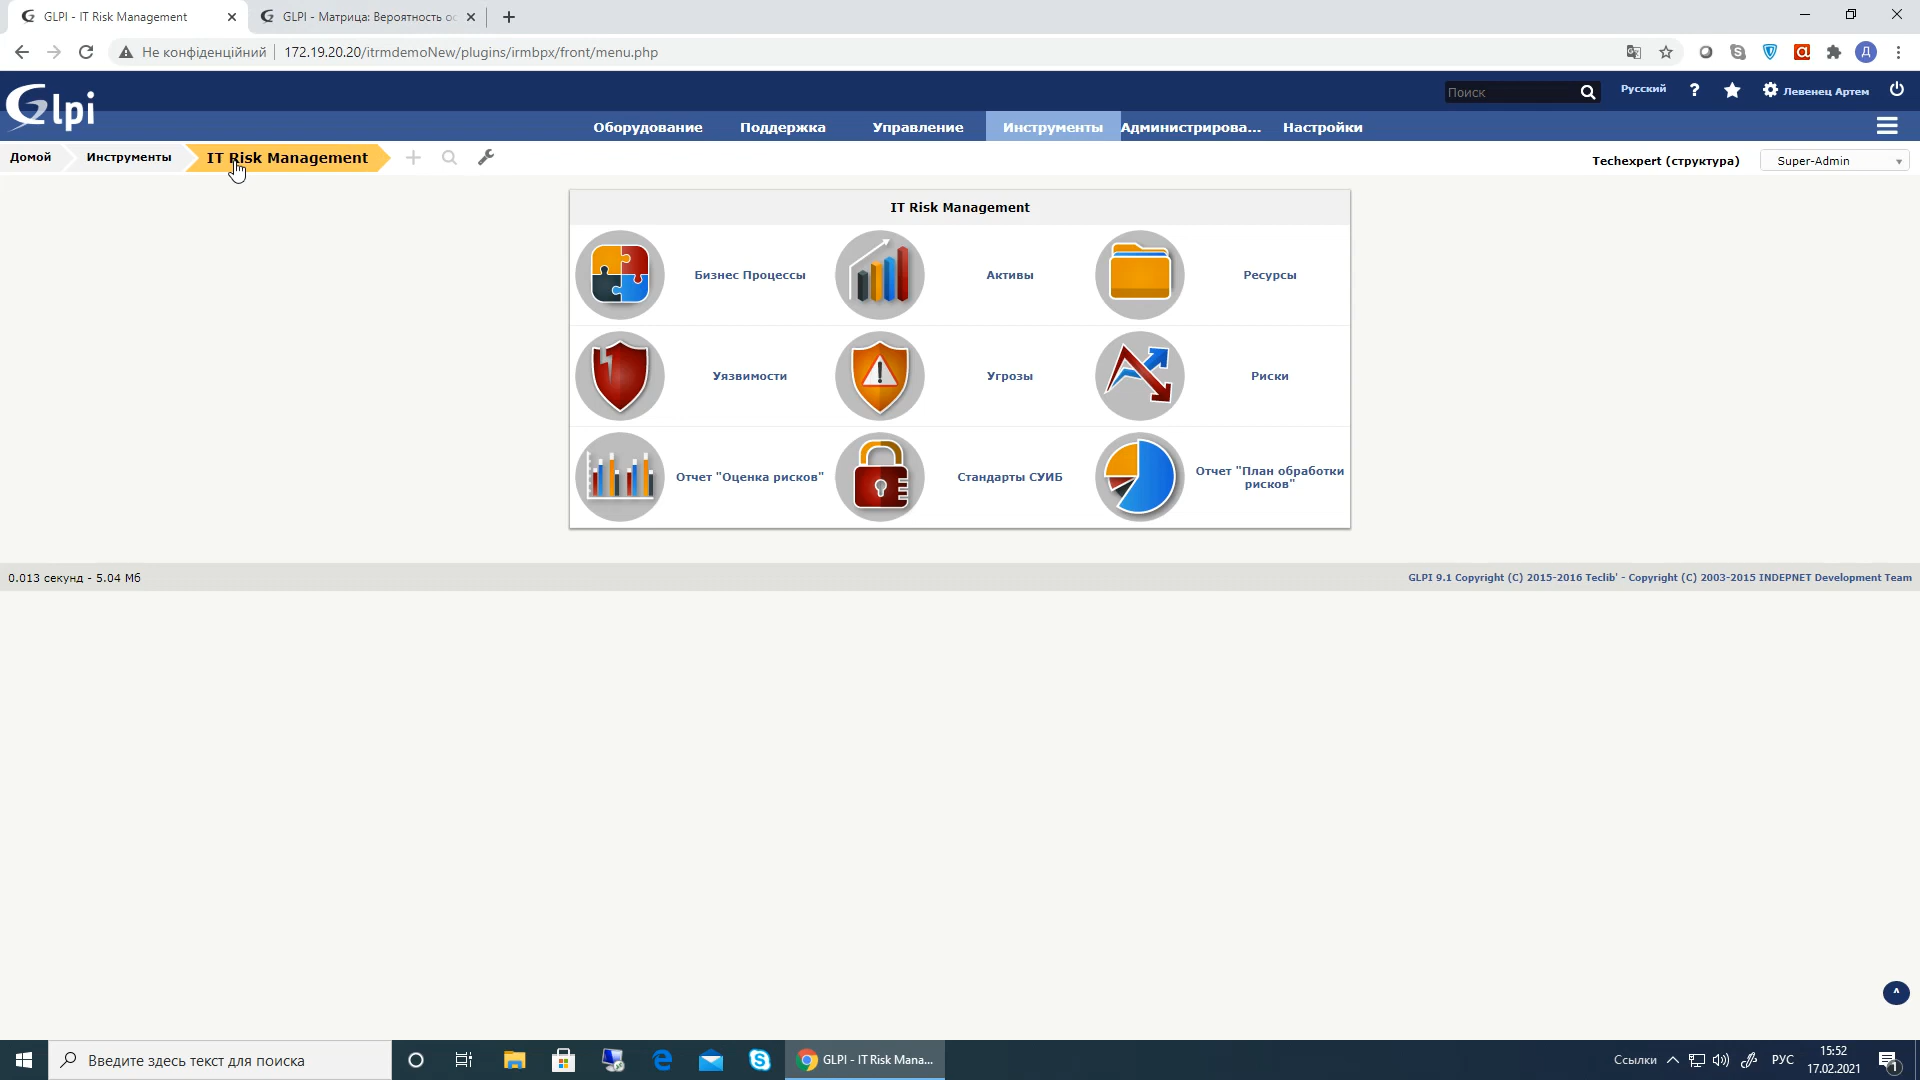 GLPI - IT Risk Management
GLPI - Матрица: Вероятность ос
Не конфіденційний
172.19.20.20/itrmdemoNew/plugins/irmbpx/front/menu.php
Д
Glpi
Поиск
Русский
?
Левенец Артем
Оборудование
Поддержка
Управление
Инструменты
Администрирова...
Настройки
Домой
Инструменты
IT Risk Management
Techexpert (структура)
Super-Admin
IT Risk Management
Бизнес Процессы
Активы
Ресурсы
Уязвимости
Угрозы
Риски
Отчет "Оценка рисков"
Стандарты СУИБ
Отчет "План обработки
рисков"
0.013 секунд - 5.04 Мб
GLPI 9.1 Copyright (C) 2015-2016 Teclib' - Copyright (C) 2003-2015 INDEPNET Development Team
^
Введите здесь текст для поиска
GLPI - IT Risk Mana...
Ссылки
РУС
15:52
17.02.2021
1